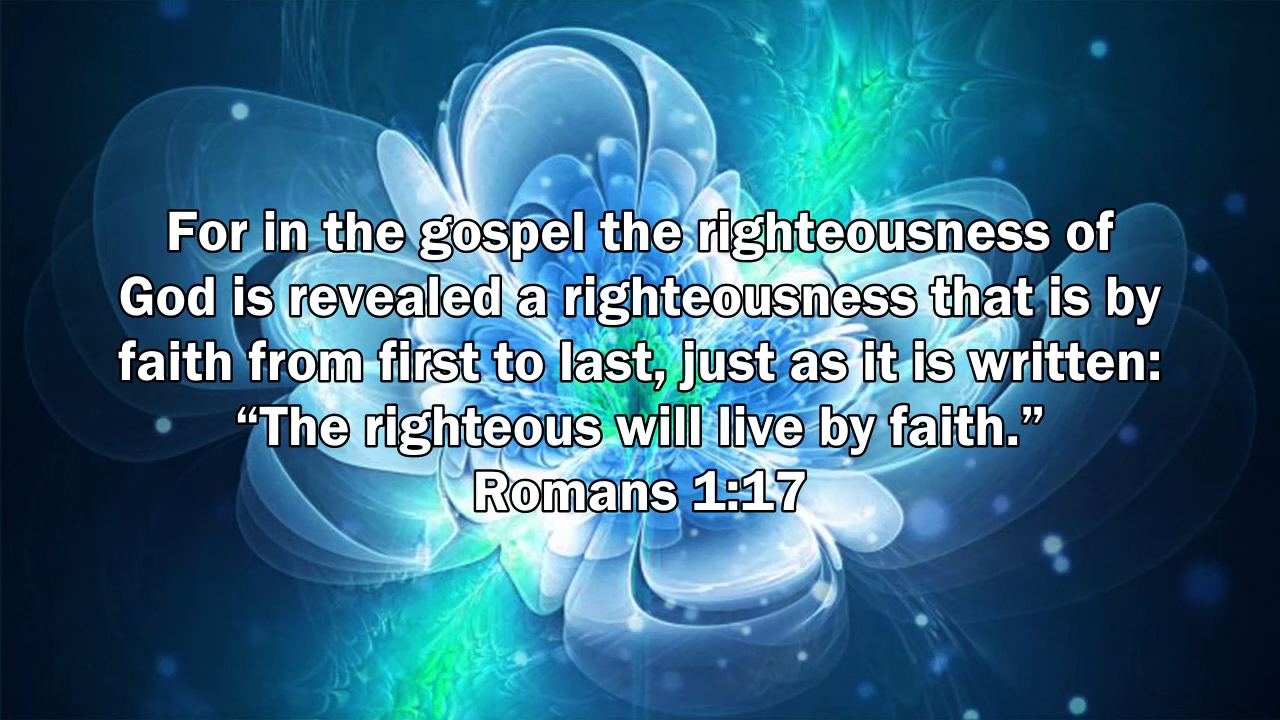 For in the gospel the righteousness of
God is revealed a righteousness that is by
faith from first to last, just as it is written:
“The righteous will live by faith.”
Romans 1:17